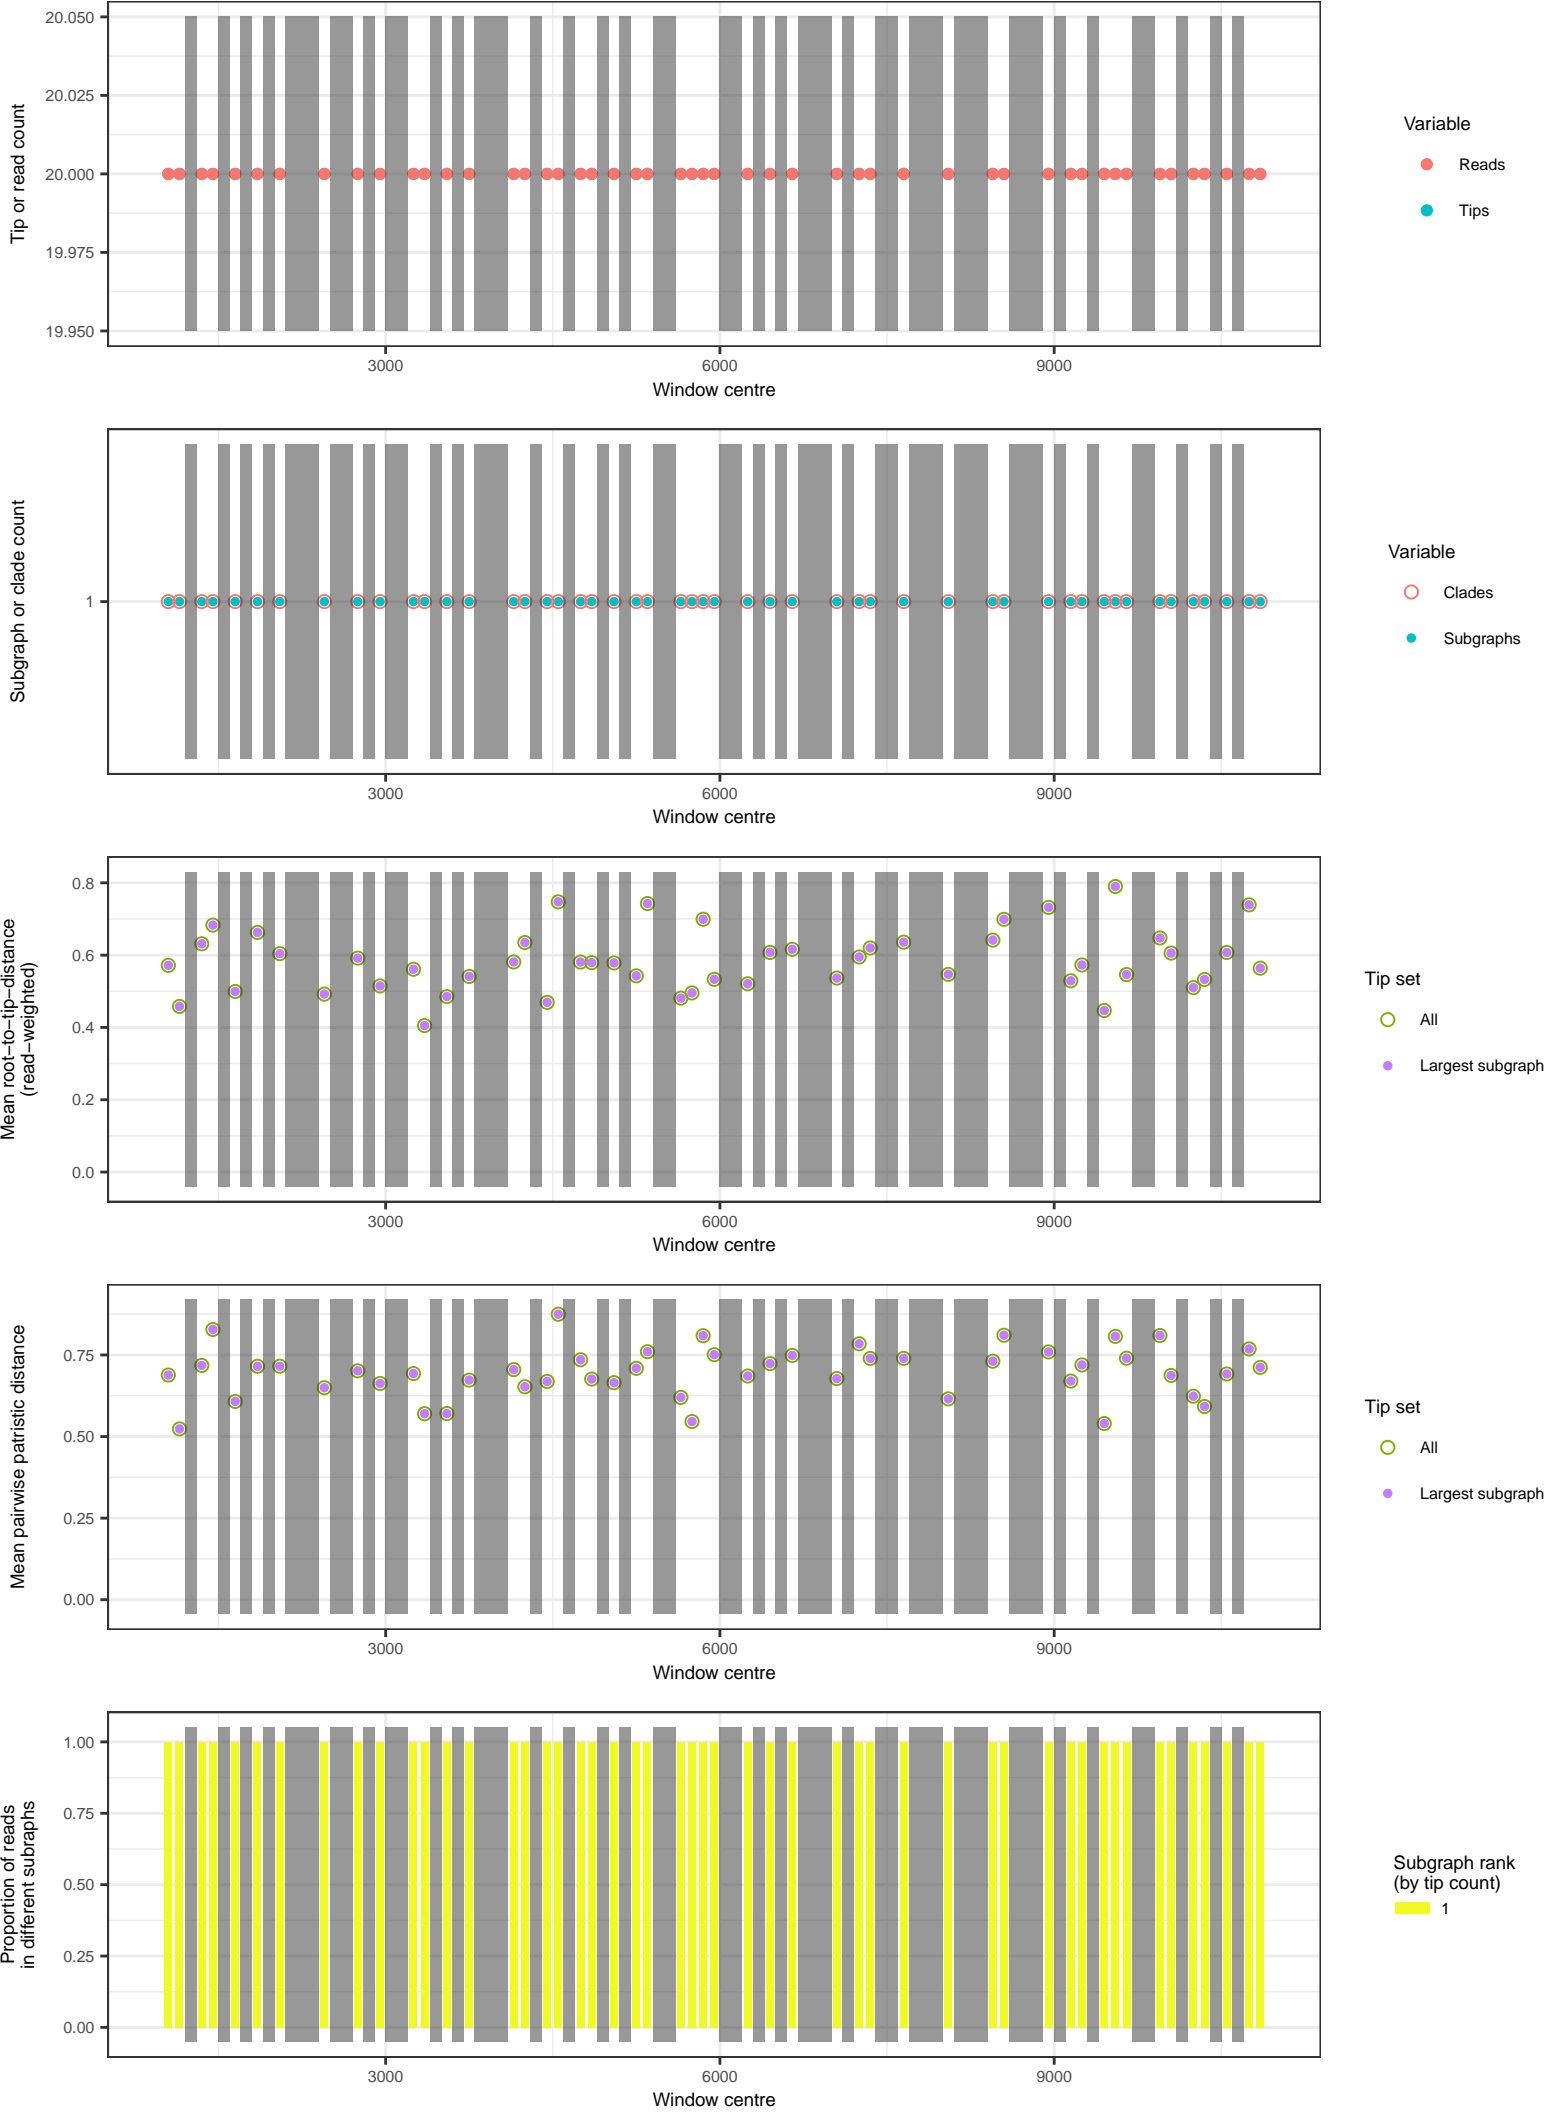 20.050
20.025
20.000
19.975
19.950
Tip or read count
3000 6000 9000
Window centre
Variable
Reads
Tips
1
Subgraph or clade count
3000 6000 9000
Window centre
Variable
Clades
Subgraphs
0.8
0.6
0.4
0.2
0.0
Mean root−to−tip−distance
(read−weighted)
3000 6000 9000
Window centre
Tip set
All
Largest subgraph
0.75
0.50
0.25
0.00
Mean pairwise patristic distance
3000 6000 9000
Window centre
Tip set
All
Largest subgraph
1.00
0.75
0.50
0.25
0.00
Proportion of reads
in different subraphs
3000 6000 9000
Window centre
Subgraph rank
(by tip count)
1